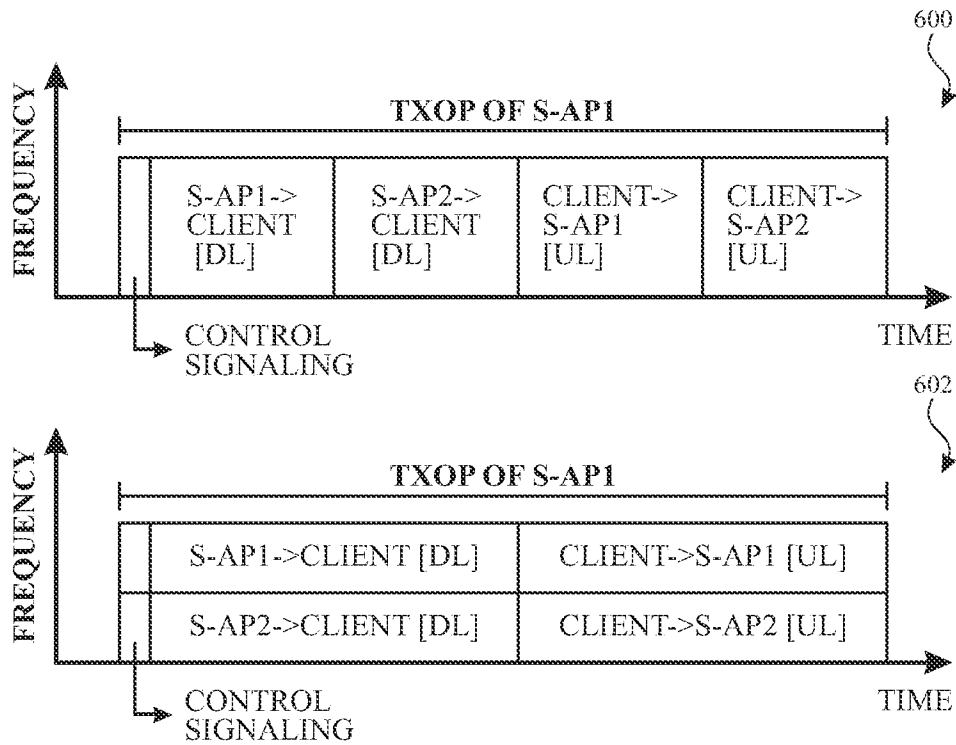 600
TXOP OF S-AP1
FREQUENCY
S-AP1->
CLIENT
[DL]
S-AP2->
CLIENT
[DL]
CLIENT->
S-AP1
[UL]
CLIENT->
S-AP2
[UL]
CONTROL
SIGNALING
TIME
602
TXOP OF S-AP1
FREQUENCY
S-AP1->CLIENT [DL]
CLIENT->S-AP1 [UL]
S-AP2->CLIENT [DL]
CLIENT->S-AP2 [UL]
CONTROL
SIGNALING
TIME